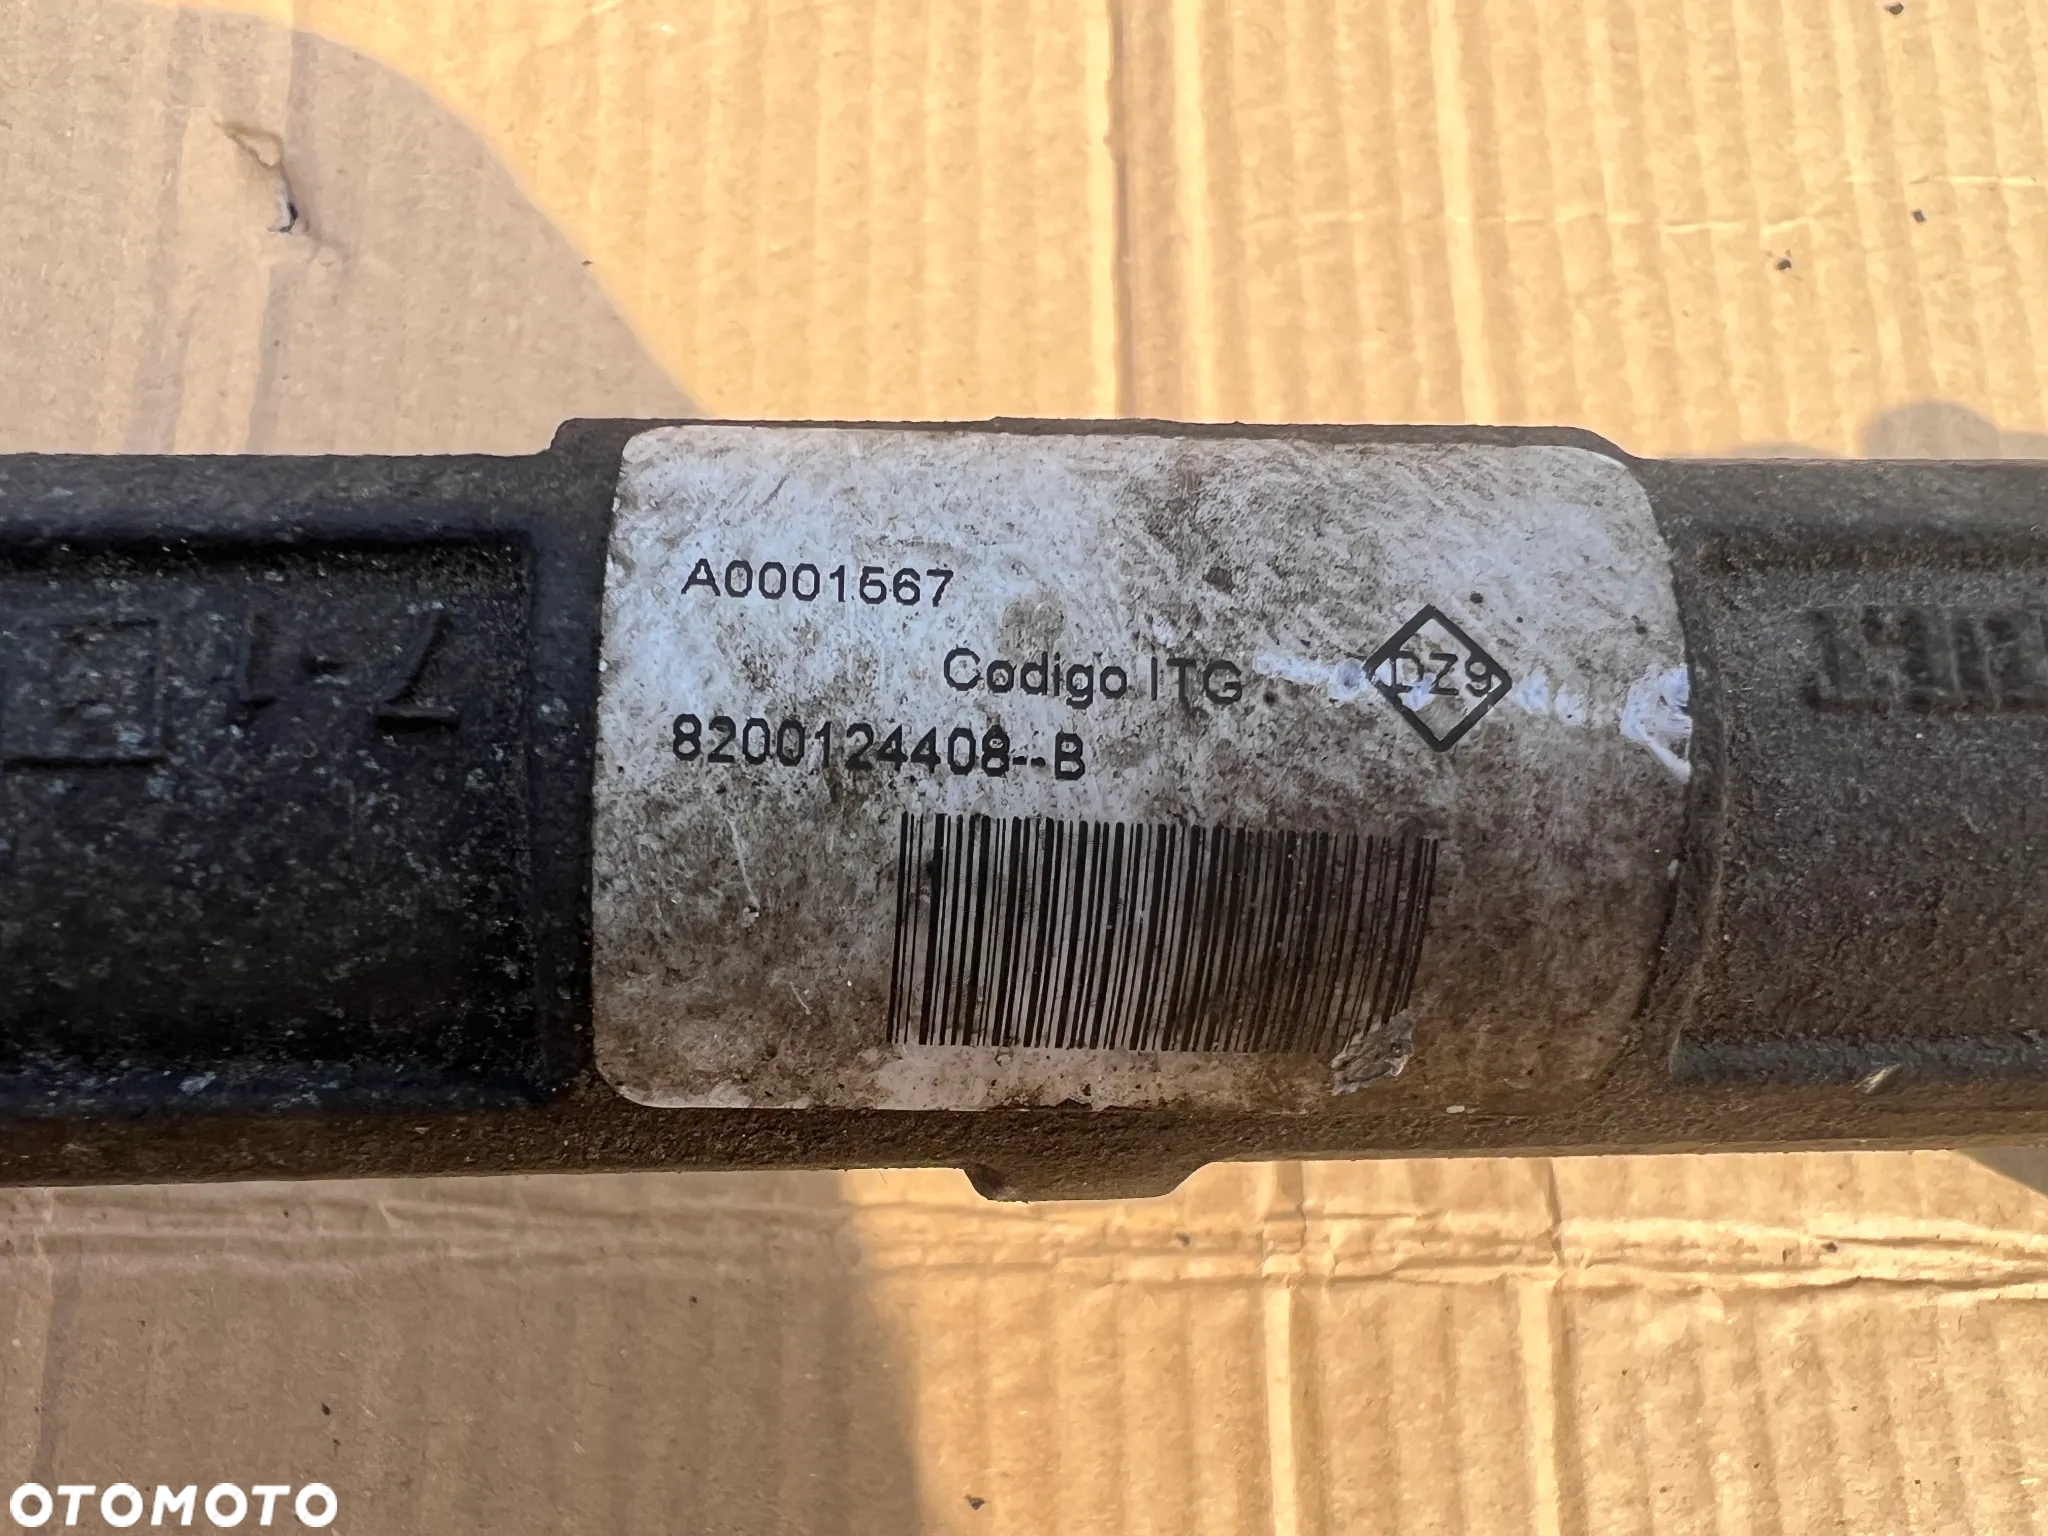 A0001567
Codigo ITG
DZ9
8200124408--B
OTOMOTO